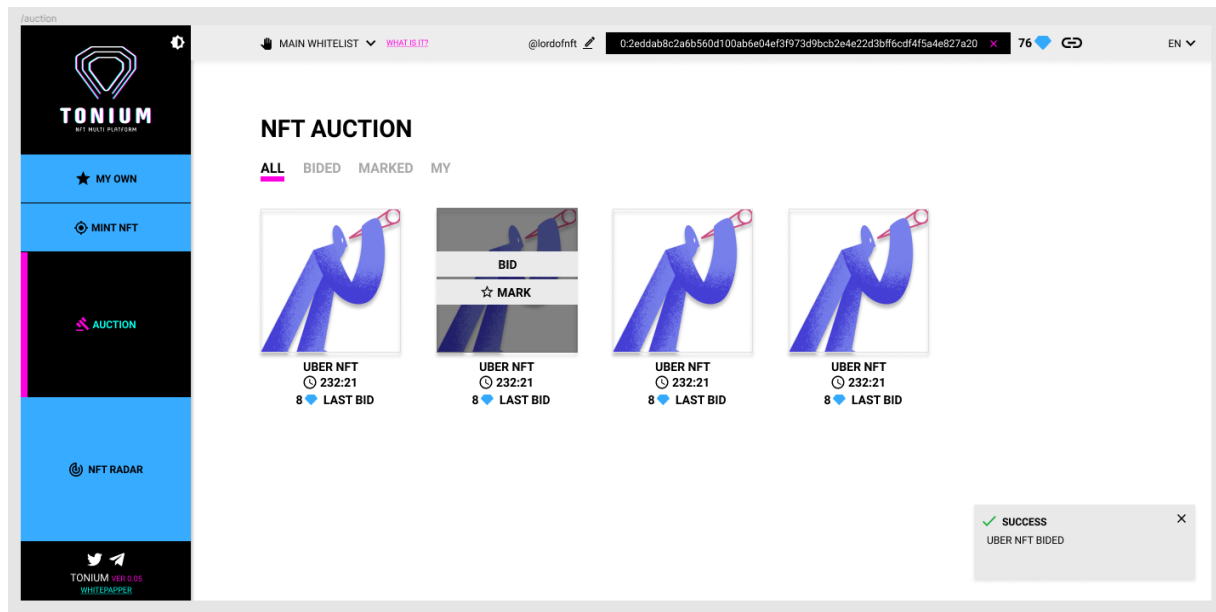 /auction
MAIN WHITELIST WHAT IS IT? @lordofnft 0:2eddab8c2a6b560d100ab6e04ef3f973d9bcb2e4e22d3bff6cdf4f5a4e827a20 × 76 EN
TONIUM
NFT MULTI PLATFORM
MY OWN
MINT NFT
AUCTION
NFT RADAR
TONIUM VER 0.05
WHITEPAPPER
NFT AUCTION
ALL BIDED MARKED MY
BID
MARK
UBER NFT UBER NFT UBER NFT UBER NFT
232:21 232:21 232:21 232:21
8 LAST BID 8 LAST BID 8 LAST BID 8 LAST BID
SUCCESS ×
UBER NFT BIDED